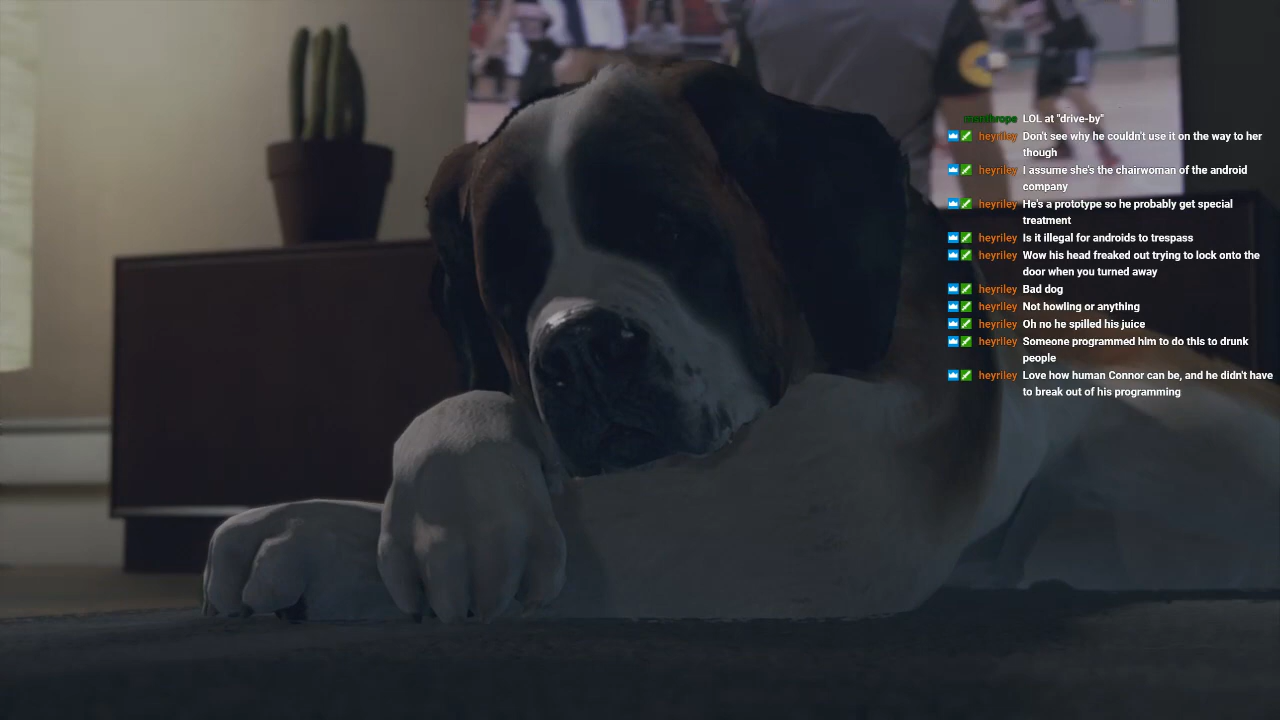 LOL at "drive-by"
heyriley Don't see why he couldn't use it on the way to her
though
heyriley I assume she's the chairwoman of the android
company
heyriley He's a prototype so he probably get special
treatment
heyriley Is it illegal for androids to trespass
heyriley Wow his head freaked out trying to lock onto the
door when you turned away
heyriley Bad dog
heyriley Not howling or anything
heyriley Oh no he spilled his juice
heyriley Someone programmed him to do this to drunk
people
heyriley Love how human Connor can be, and he didn't have
to break out of his programming